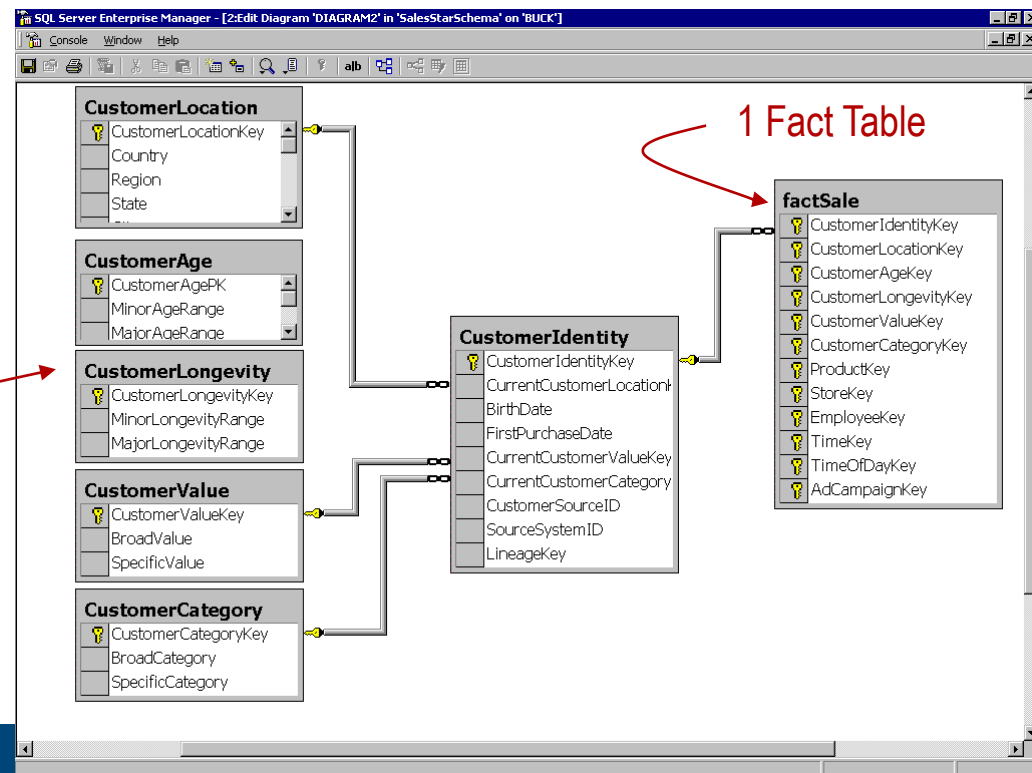 SQL Server Enterprise Manager - [2:Edit Diagram 'DIAGRAM2' in 'SalesStarSchema' on 'BUCK']
Console Window Help
a|b
1 Fact Table
CustomerLocation
CustomerLocationKey
Country
Region
State
CustomerAge
CustomerAgePK
MinorAgeRange
MajorAgeRange
CustomerLongevity
CustomerLongevityKey
MinorLongevityRange
MajorLongevityRange
CustomerValue
CustomerValueKey
BroadValue
SpecificValue
CustomerCategory
CustomerCategoryKey
BroadCategory
SpecificCategory
CustomerIdentity
CustomerIdentityKey
CurrentCustomerLocation
BirthDate
FirstPurchaseDate
CurrentCustomerValueKey
CurrentCustomerCategory
CustomerSourceID
SourceSystemID
LineageKey
factSale
CustomerIdentityKey
CustomerLocationKey
CustomerAgeKey
CustomerLongevityKey
CustomerValueKey
CustomerCategoryKey
ProductKey
StoreKey
EmployeeKey
TimeKey
TimeOfDayKey
AdCampaignKey